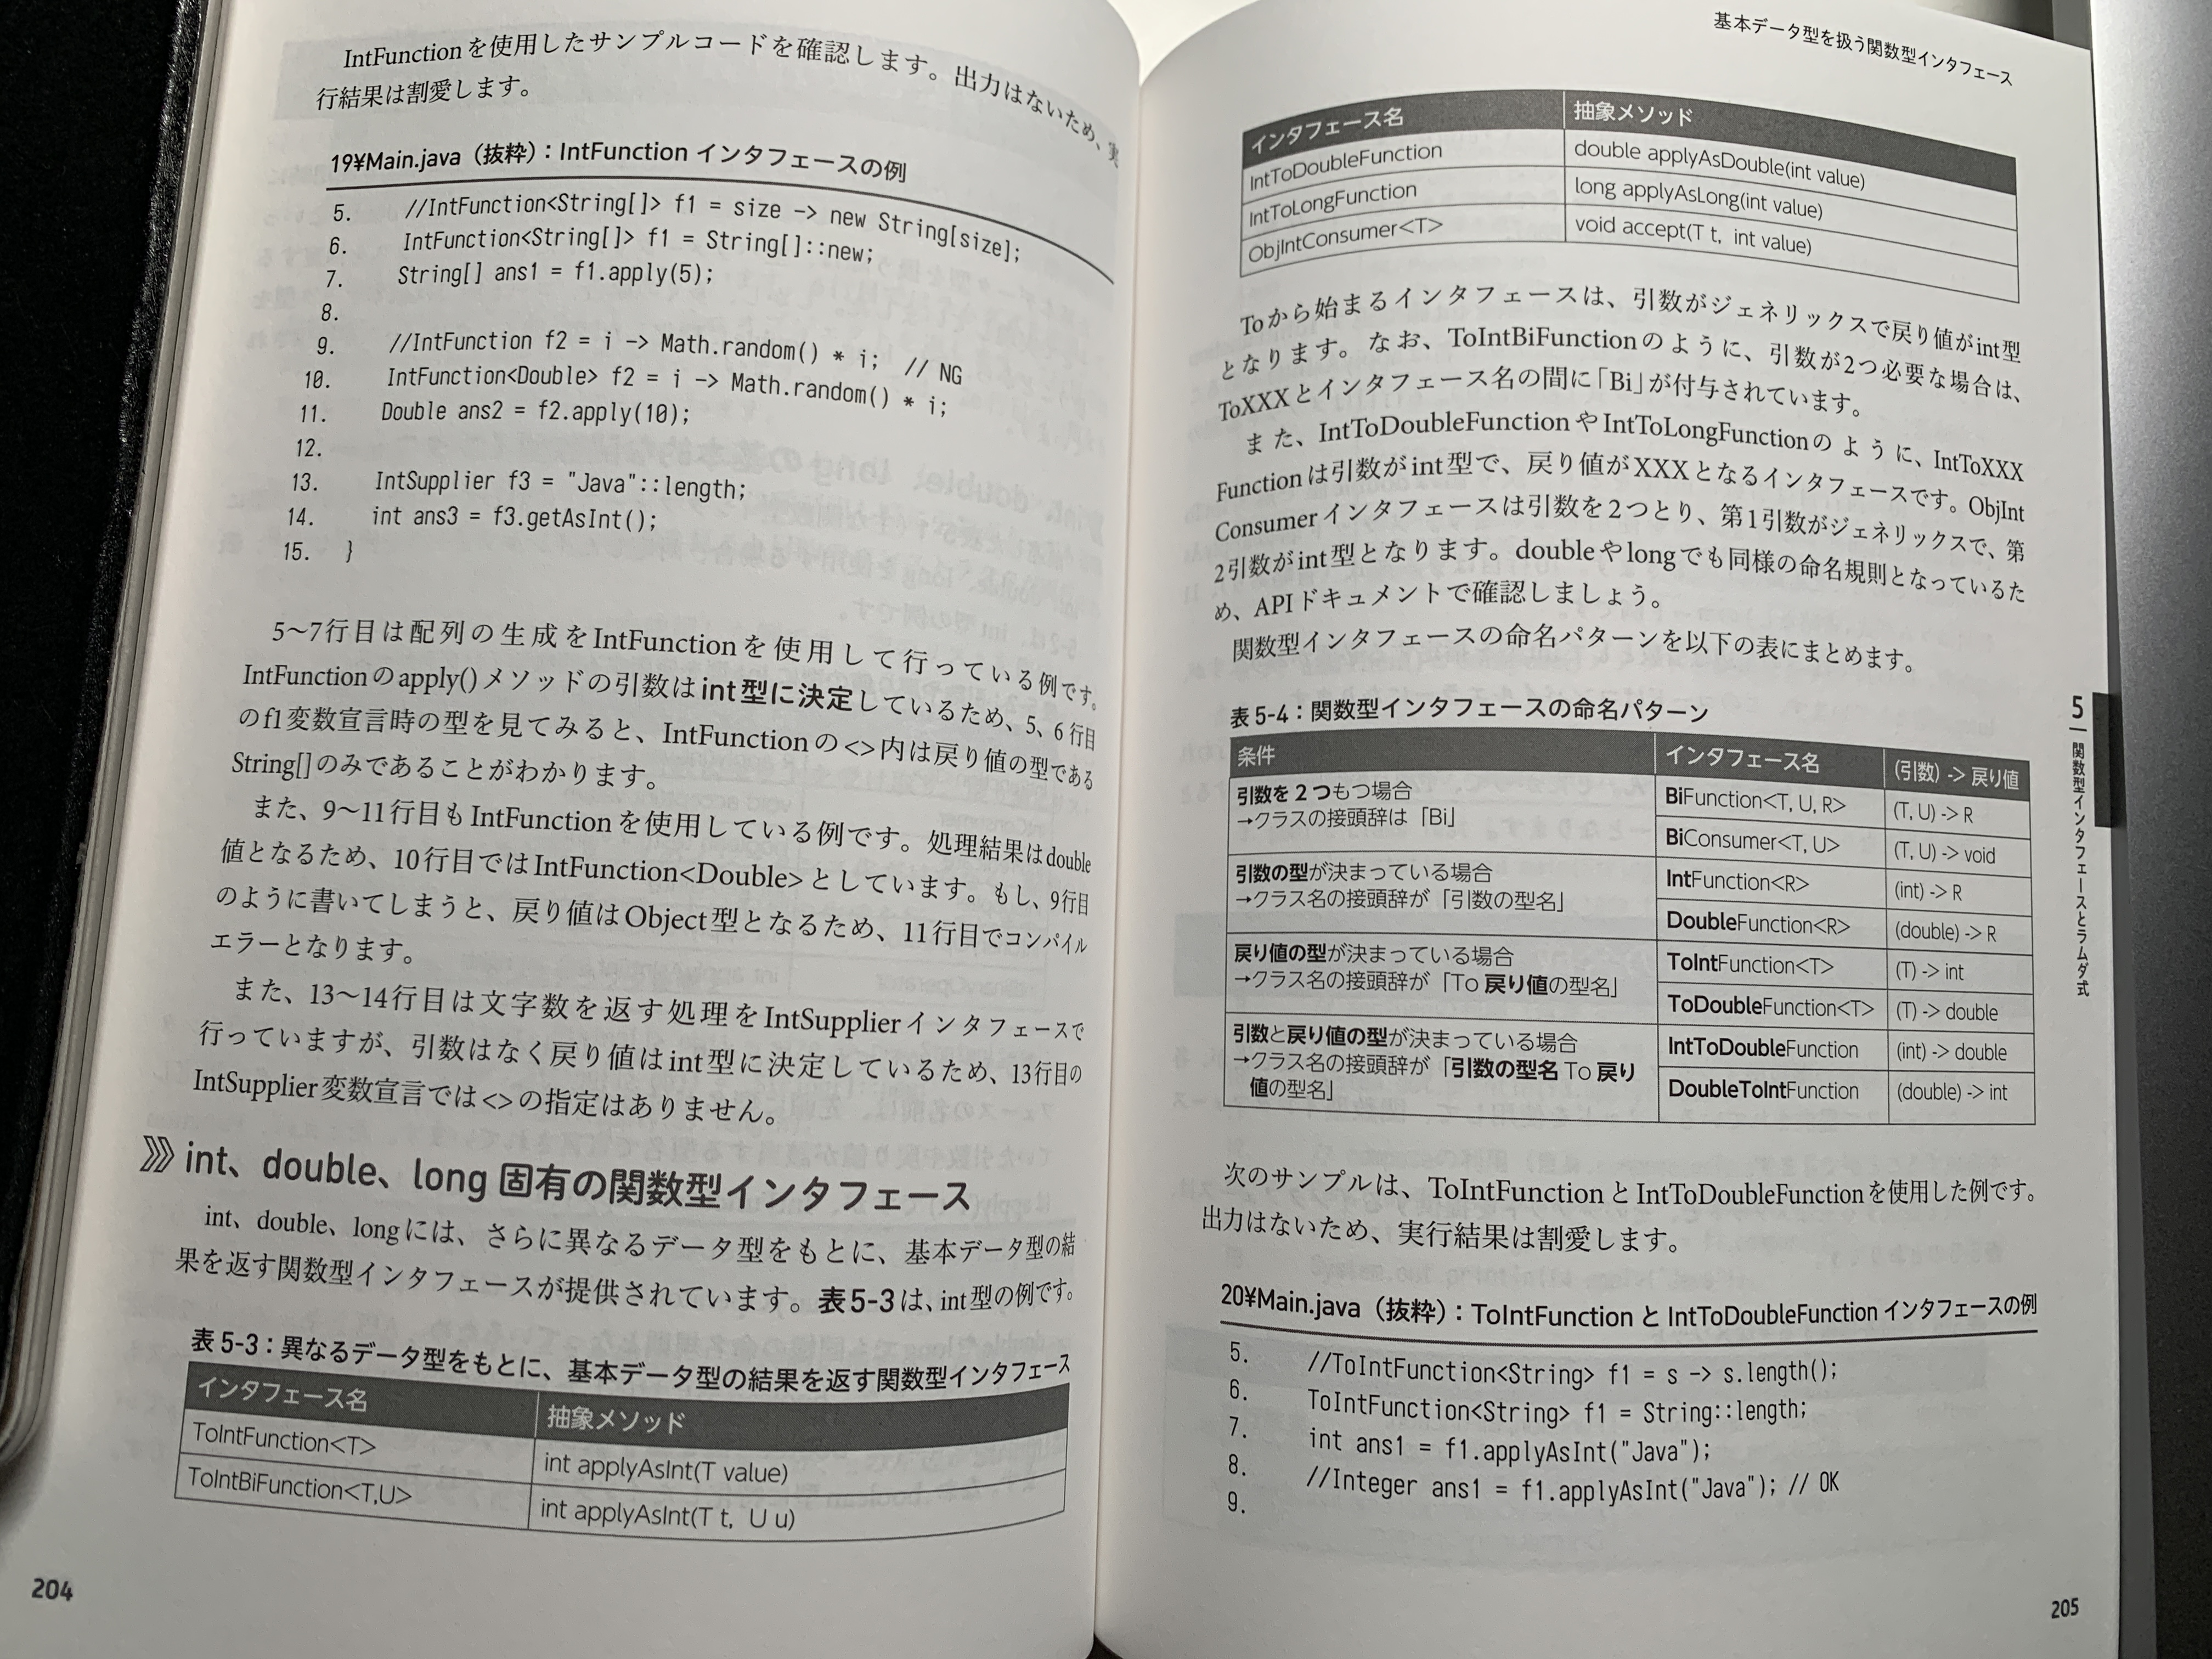 IntFunctionを使用したサンプルコードを確認します。出力はないため、実
行結果は割愛します。
19¥Main.java（抜粋）：IntFunction インタフェースの例
5. //IntFunction<String[]> f1 = size -> new String[size];
6. IntFunction<String[]> f1 = String[]::new;
7. String[] ans1 = f1.apply(5);
8.
9. //IntFunction f2 = i -> Math.random() * i; // NG
10. IntFunction<Double> f2 = i -> Math.random() * i;
11. Double ans2 = f2.apply(10);
12.
13. IntSupplier f3 = "Java"::length;
14. int ans3 = f3.getAsInt();
15. }
5〜7行目は配列の生成をIntFunctionを使用して行っている例です。
IntFunctionのapply()メソッドの引数はint型に決定しているため、5、6行目
のf1変数宣言時の型を見てみると、IntFunctionの<>内は戻り値の型である
String[]のみであることがわかります。
また、9〜11行目もIntFunctionを使用している例です。処理結果はdouble
値となるため、10行目ではIntFunction<Double>としています。もし、9行目
のように書いてしまうと、戻り値はObject型となるため、11行目でコンパイル
エラーとなります。
また、13〜14行目は文字数を返す処理をIntSupplierインタフェースで
行っていますが、引数はなく戻り値はint型に決定しているため、13行目の
IntSupplier変数宣言では<>の指定はありません。
int、double、long 固有の関数型インタフェース
int、double、longには、さらに異なるデータ型をもとに、基本データ型の結
果を返す関数型インタフェースが提供されています。表5-3は、int型の例です。
表 5-3：異なるデータ型をもとに、基本データ型の結果を返す関数型インタフェース
インタフェース名 抽象メソッド
ToIntFunction<T> int applyAsInt(T value)
ToIntBiFunction<T,U> int applyAsInt(T t, U u)
204
基本データ型を扱う関数型インタフェース
インタフェース名 抽象メソッド
IntToDoubleFunction double applyAsDouble(int value)
IntToLongFunction long applyAsLong(int value)
ObjIntConsumer<T> void accept(T t, int value)
Toから始まるインタフェースは、引数がジェネリックスで戻り値がint型
となります。なお、ToIntBiFunctionのように、引数が2つ必要な場合は、
ToXXXとインタフェース名の間に「Bi」が付与されています。
また、IntToDoubleFunctionやIntToLongFunctionのように、IntToXXX
Functionは引数がint型で、戻り値がXXXとなるインタフェースです。ObjInt
Consumerインタフェースは引数を2つとり、第1引数がジェネリックスで、第
2引数がint型となります。doubleやlongでも同様の命名規則となっているた
め、APIドキュメントで確認しましょう。
関数型インタフェースの命名パターンを以下の表にまとめます。
表 5-4：関数型インタフェースの命名パターン
条件 インタフェース名 (引数) -> 戻り値
引数を 2 つもつ場合
→クラスの接頭辞は「Bi」
BiFunction<T, U, R> (T, U) -> R
BiConsumer<T, U> (T, U) -> void
引数の型が決まっている場合
→クラス名の接頭辞が「引数の型名」
IntFunction<R> (int) -> R
DoubleFunction<R> (double) -> R
戻り値の型が決まっている場合
→クラス名の接頭辞が「To 戻り値の型名」
ToIntFunction<T> (T) -> int
ToDoubleFunction<T> (T) -> double
引数と戻り値の型が決まっている場合
→クラス名の接頭辞が「引数の型名 To 戻り
値の型名」
IntToDoubleFunction (int) -> double
DoubleToIntFunction (double) -> int
次のサンプルは、ToIntFunctionとIntToDoubleFunctionを使用した例です。
出力はないため、実行結果は割愛します。
20¥Main.java（抜粋）：ToIntFunction と IntToDoubleFunction インタフェースの例
5. //ToIntFunction<String> f1 = s -> s.length();
6. ToIntFunction<String> f1 = String::length;
7. int ans1 = f1.applyAsInt("Java");
8. //Integer ans1 = f1.applyAsInt("Java"); // OK
9.
5 関数型インタフェースとラムダ式
205